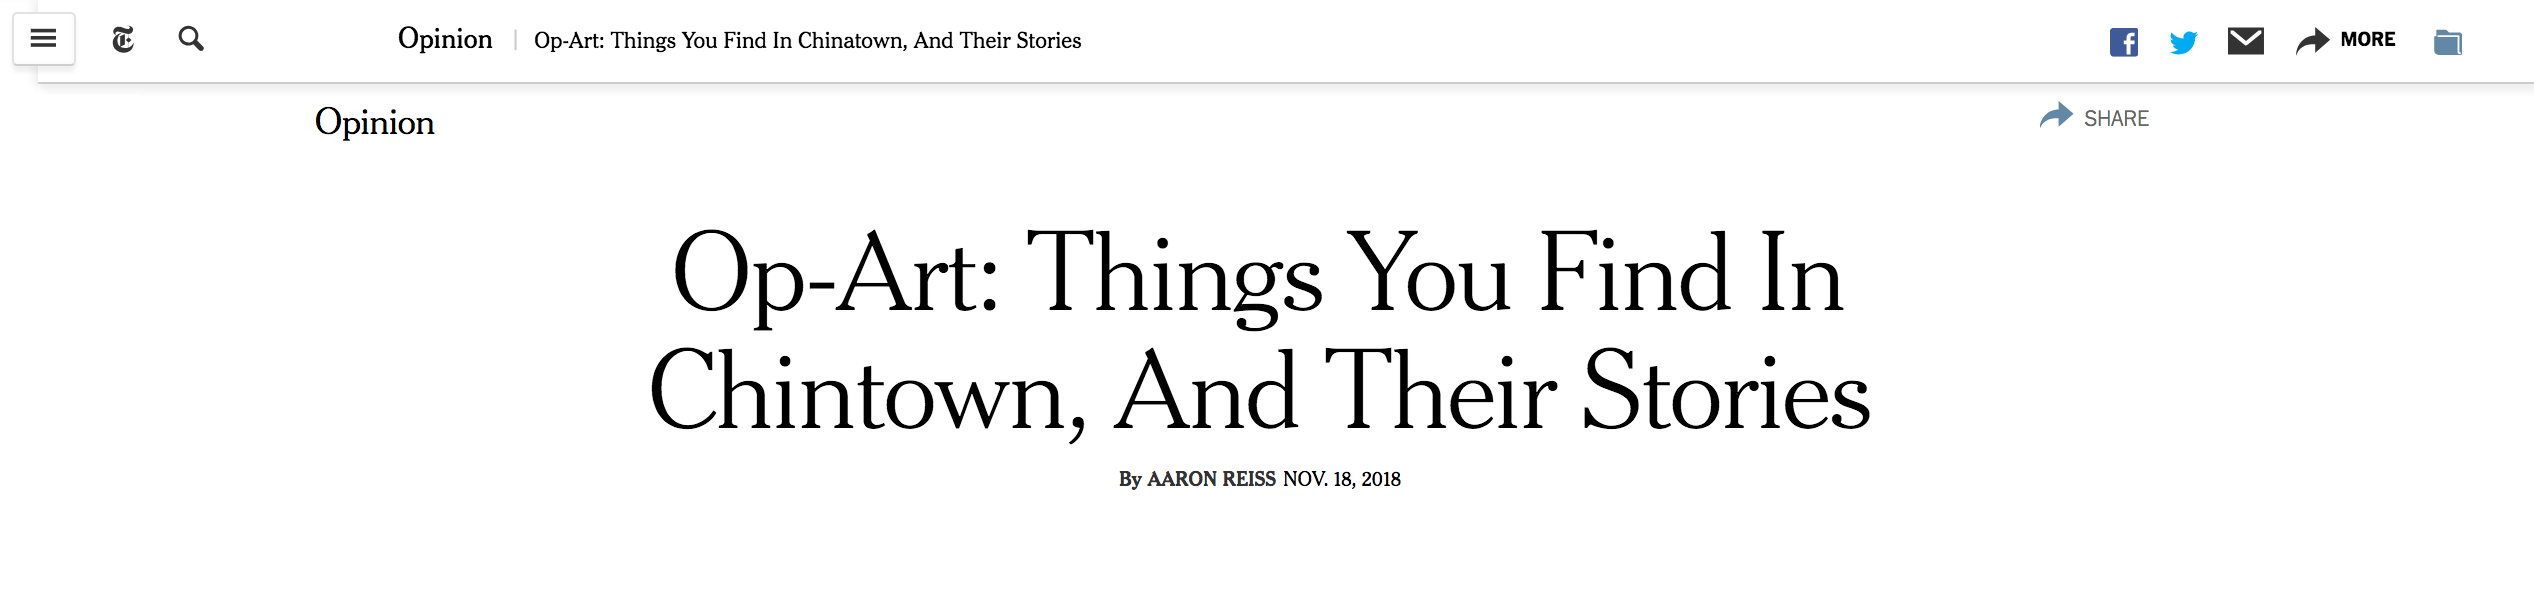 Opinion | Op-Art: Things You Find In Chinatown, And Their Stories MORE
Opinion SHARE
Op-Art: Things You Find In
Chintown, And Their Stories
By AARON REISS NOV. 18, 2018